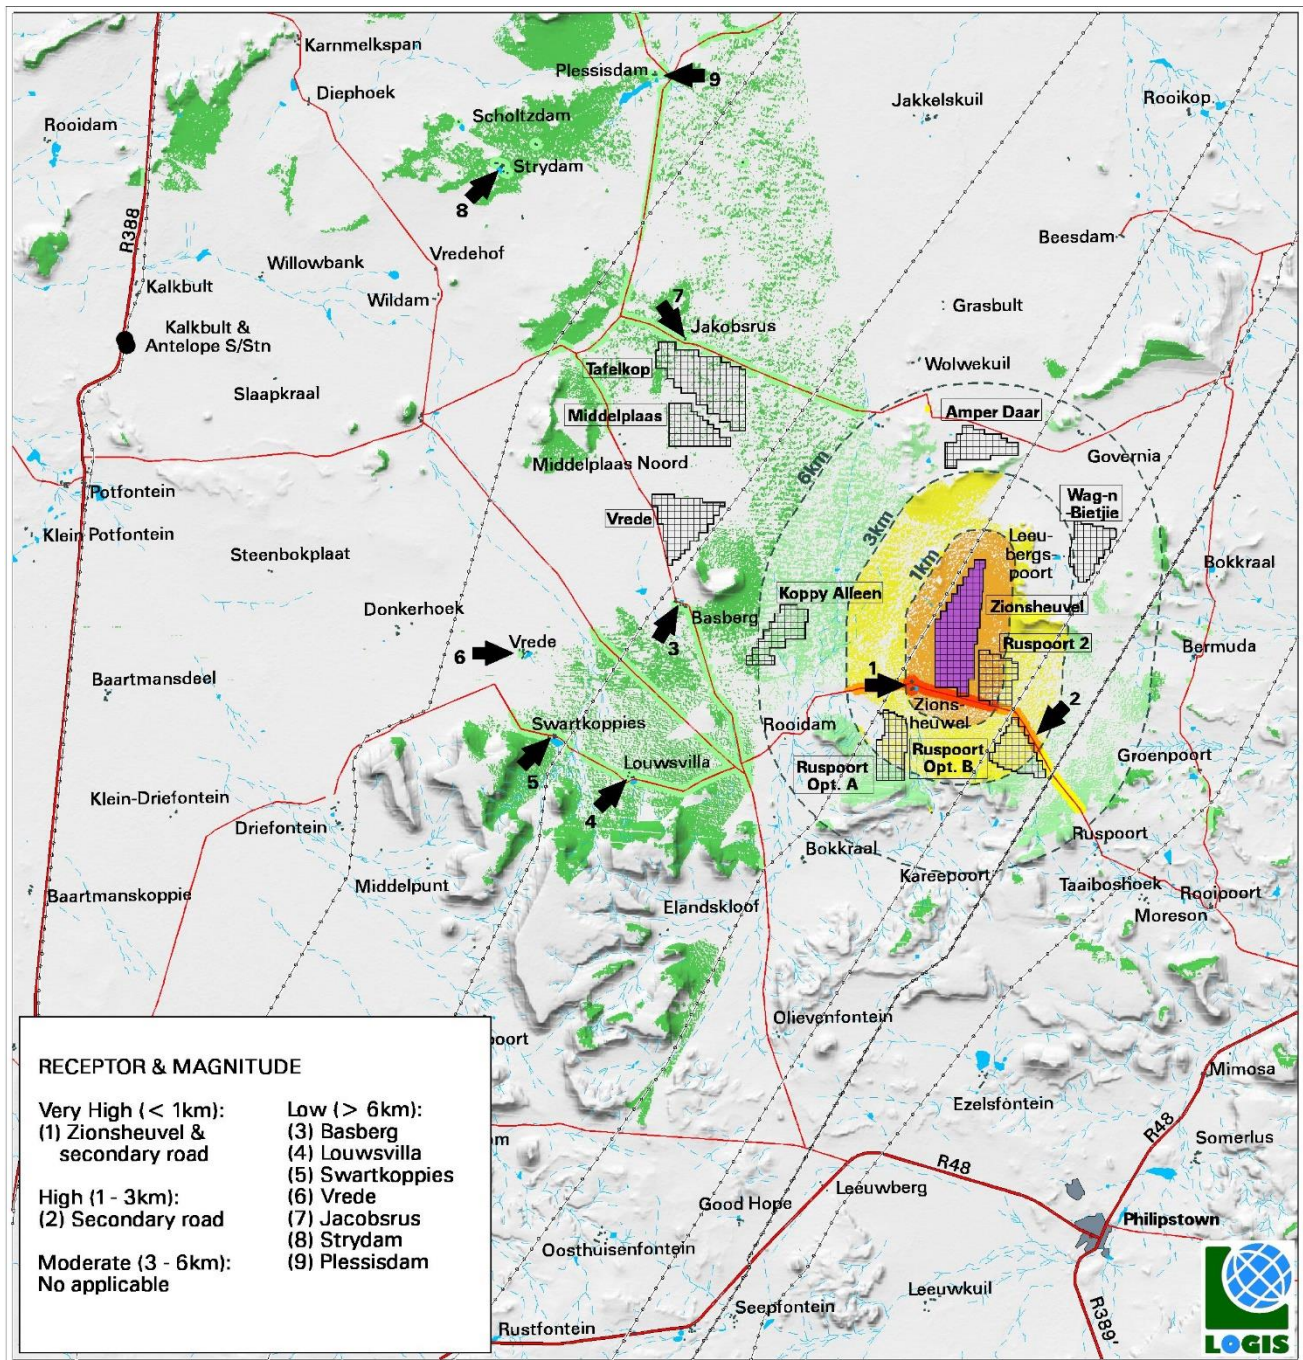 Karnmelkspan
Plessisdam
9
Diephoek
Jakkelskuil
Rooikop
Rooidam
Scholtzdam
Strydam
8
R388
Vredehof
Beesdam
Willowbank
Kalkbult
Wildam
7
Grasbult
Kalkbult &
Antelope S/Stn
Jakobsrus
Tafelkop
Wolwekuil
Slaapkraal
Middelplaas
Amper Daar
Middelplaas Noord
6km
Governia
Potfontein
Vrede
3km
Wag-n
-Bietjie
Klein Potfontein
Leeu-
bergs-
poort
Steenbokplaat
1km
Bokkraal
Koppy Alleen
Zionsheuvel
Donkerhoek
Basberg
3
Vrede
6
Ruspoort 2
Bermuda
Baartmansdeel
1
2
Zions-
heuwel
Rooidam
Swartkoppies
5
Louwsvilla
4
Ruspoort
Opt. A
Ruspoort
Opt. B
Groenpoort
Klein-Driefontein
Driefontein
Ruspoort
Bokkraal
Kareepoort
Middelpunt
Taaiboshoek
Rooipoort
Baartmanskoppie
Elandskloof
Moreson
Olievenfontein
poort
Mimosa
Ezelsfontein
om
R48
Somerlus
R48
Leeuwberg
Good Hope
Philipstown
Oosthuisenfontein
Leeuwkuil
Seepfontein
R389'
Rustfontein
RECEPTOR & MAGNITUDE
Very High (< 1km):
(1) Zionsheuvel &
secondary road
High (1 - 3km):
(2) Secondary road
Moderate (3 - 6km):
No applicable
Low (> 6km):
(3) Basberg
(4) Louwsvilla
(5) Swartkoppies
(6) Vrede
(7) Jacobsrus
(8) Strydam
(9) Plessisdam
LOGIS